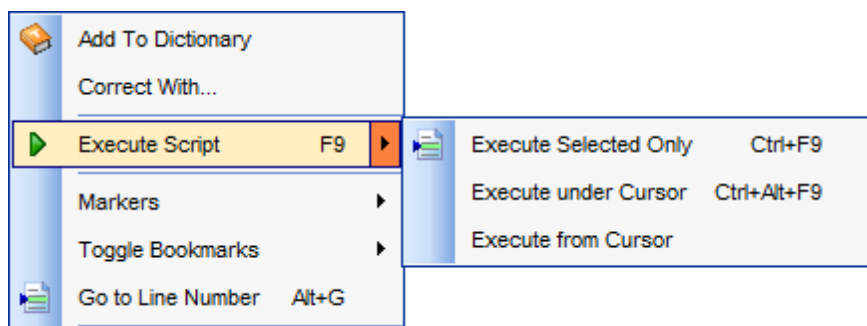 Add To Dictionary
Correct With...
Execute Script F9
Execute Selected Only Ctrl+F9
Execute under Cursor Ctrl+Alt+F9
Execute from Cursor
Markers
Toggle Bookmarks
Go to Line Number Alt+G